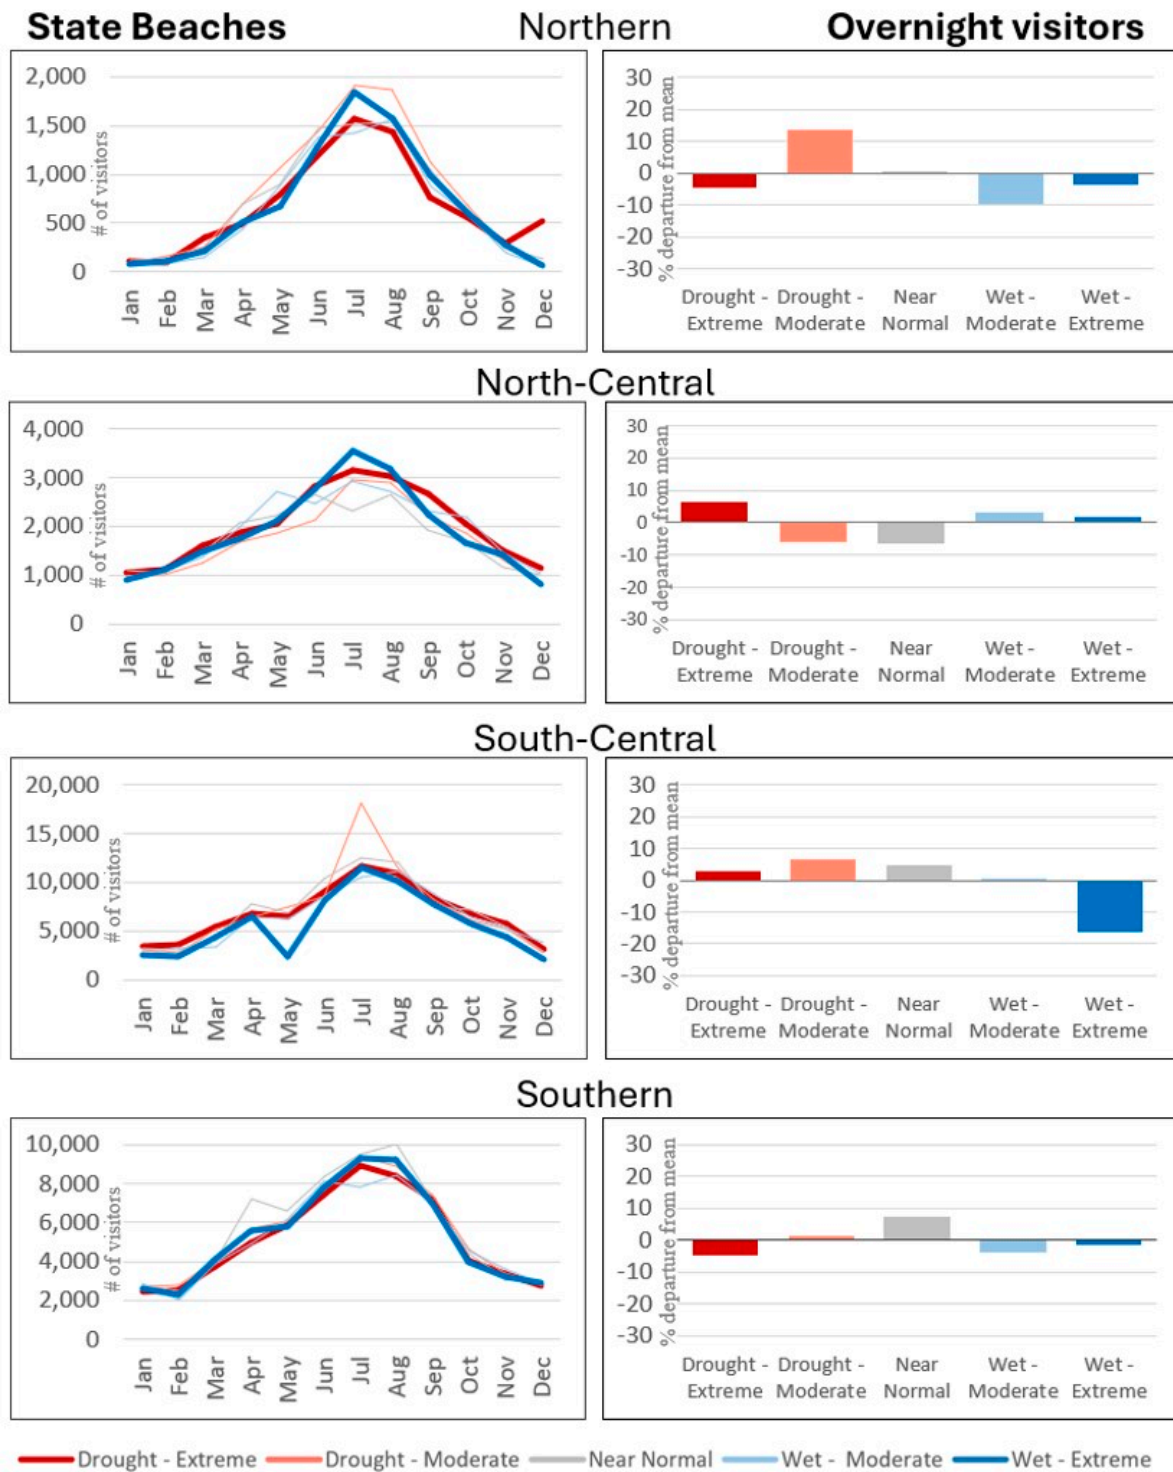 State Beaches Northern Overnight visitors
2,000
1,500
1,000
500
0
# of visitors
Jan Feb Mar Apr May Jun Jul Aug Sep Oct Nov Dec
30
20
10
0
-10
-20
-30
% departure from mean
Drought - Drought - Near Wet - Wet -
Extreme Moderate Normal Moderate Extreme
North-Central
4,000
3,000
2,000
1,000
0
# of visitors
Jan Feb Mar Apr May Jun Jul Aug Sep Oct Nov Dec
30
20
10
0
-10
-20
-30
% departure from mean
Drought - Drought - Near Wet - Wet -
Extreme Moderate Normal Moderate Extreme
South-Central
20,000
15,000
10,000
5,000
0
# of visitors
Jan Feb Mar Apr May Jun Jul Aug Sep Oct Nov Dec
30
20
10
0
-10
-20
-30
% departure from mean
Drought - Drought - Near Wet - Wet -
Extreme Moderate Normal Moderate Extreme
Southern
10,000
8,000
6,000
4,000
2,000
0
# of visitors
Jan Feb Mar Apr May Jun Jul Aug Sep Oct Nov Dec
30
20
10
0
-10
-20
-30
% departure from mean
Drought - Drought - Near Wet - Wet -
Extreme Moderate Normal Moderate Extreme
Drought - Extreme Drought - Moderate Near Normal Wet - Moderate Wet - Extreme